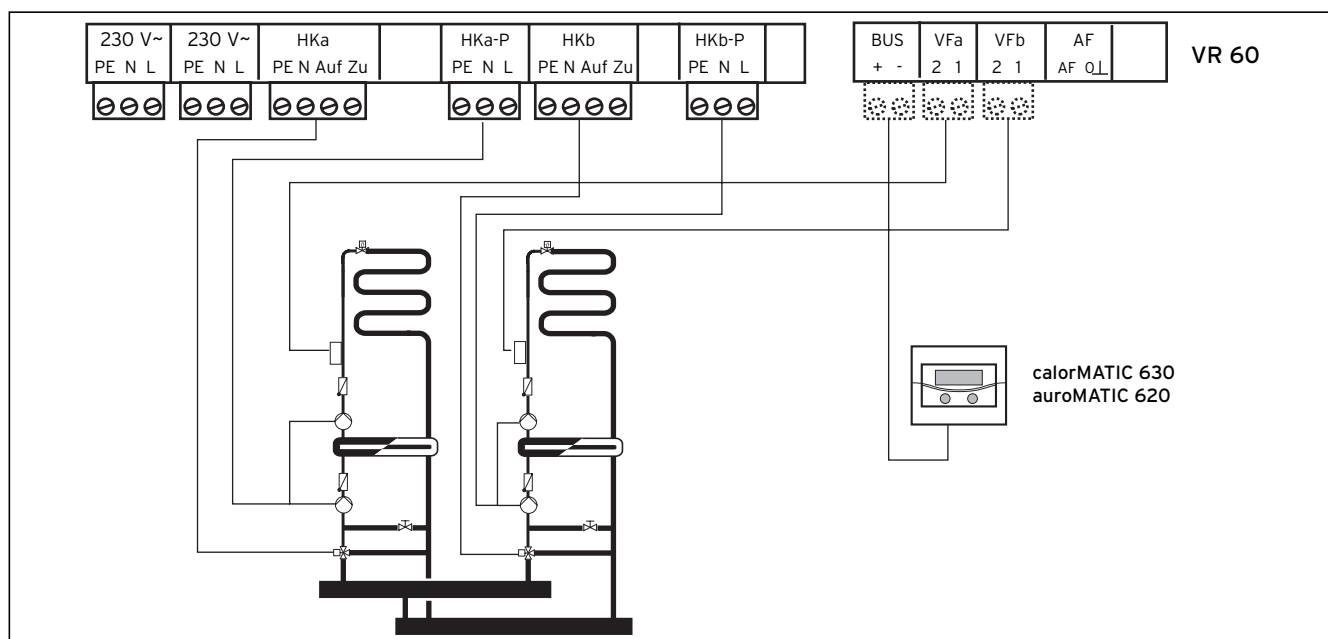 230 V~ 230 V~ HKa HKa-P HKb HKb-P BUS VFa VFb AF
PE N L PE N L PE N Auf Zu PE N L PE N Auf Zu PE N L + - 2 1 2 1 AF 0
VR 60
calorMATIC 630
auroMATIC 620